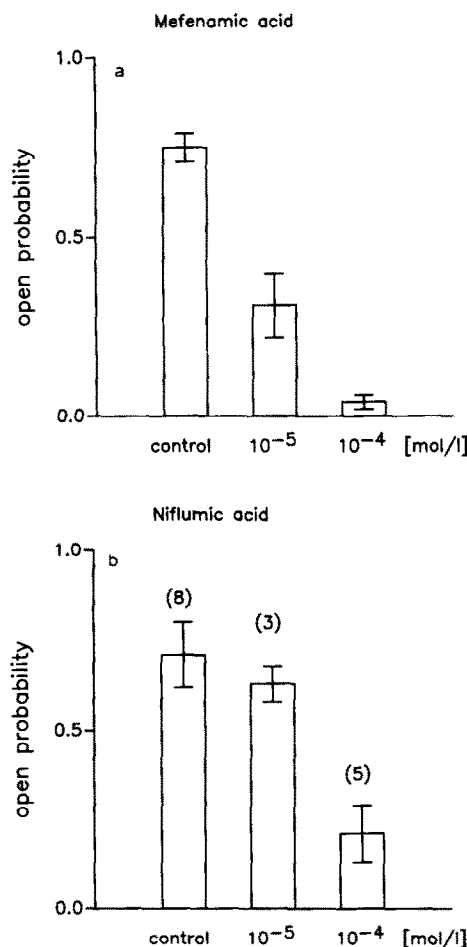 Mefenamic acid
a
open probability
1.0
0.5
0.0
control 10⁻⁵ 10⁻⁴ [mol/l]
Niflumic acid
b
open probability
1.0
0.5
0.0
(8)
(3)
(5)
control 10⁻⁵ 10⁻⁴ [mol/l]